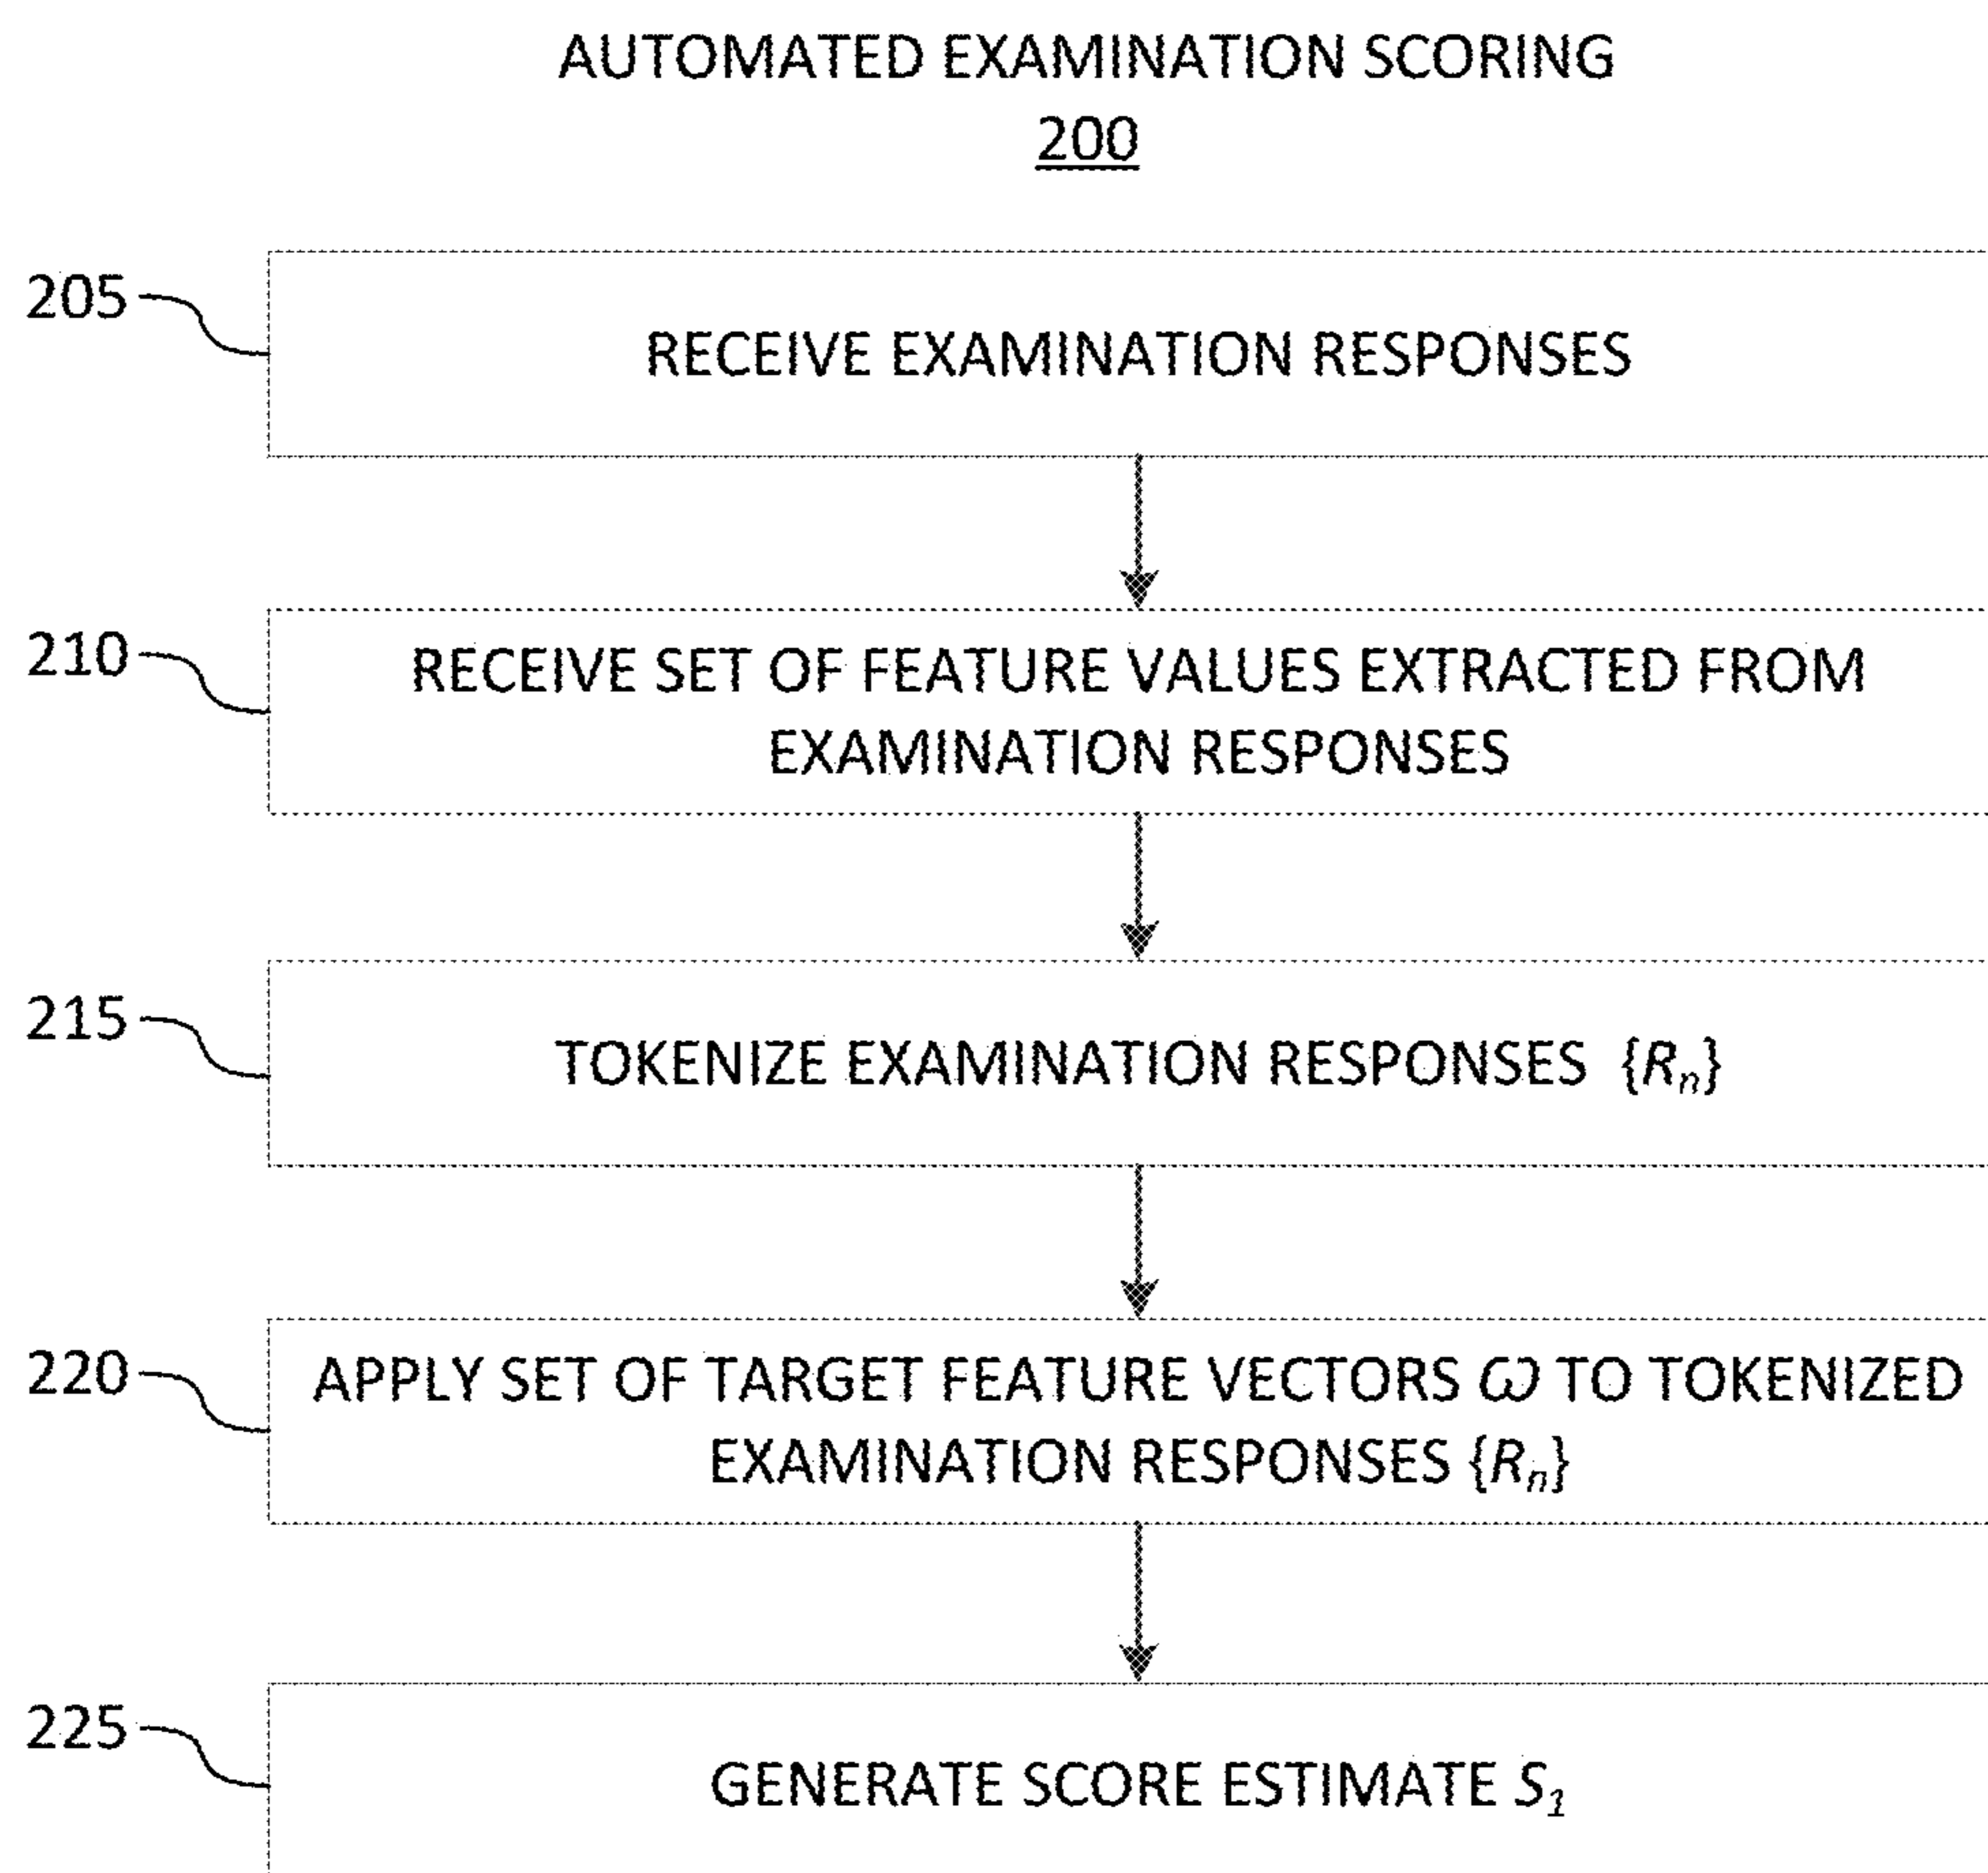 AUTOMATED EXAMINATION SCORING
200
205
RECEIVE EXAMINATION RESPONSES
210
RECEIVE SET OF FEATURE VALUES EXTRACTED FROM
EXAMINATION RESPONSES
215
TOKENIZE EXAMINATION RESPONSES {Rₙ}
220
APPLY SET OF TARGET FEATURE VECTORS ω TO TOKENIZED
EXAMINATION RESPONSES {Rₙ}
225
GENERATE SCORE ESTIMATE S₁